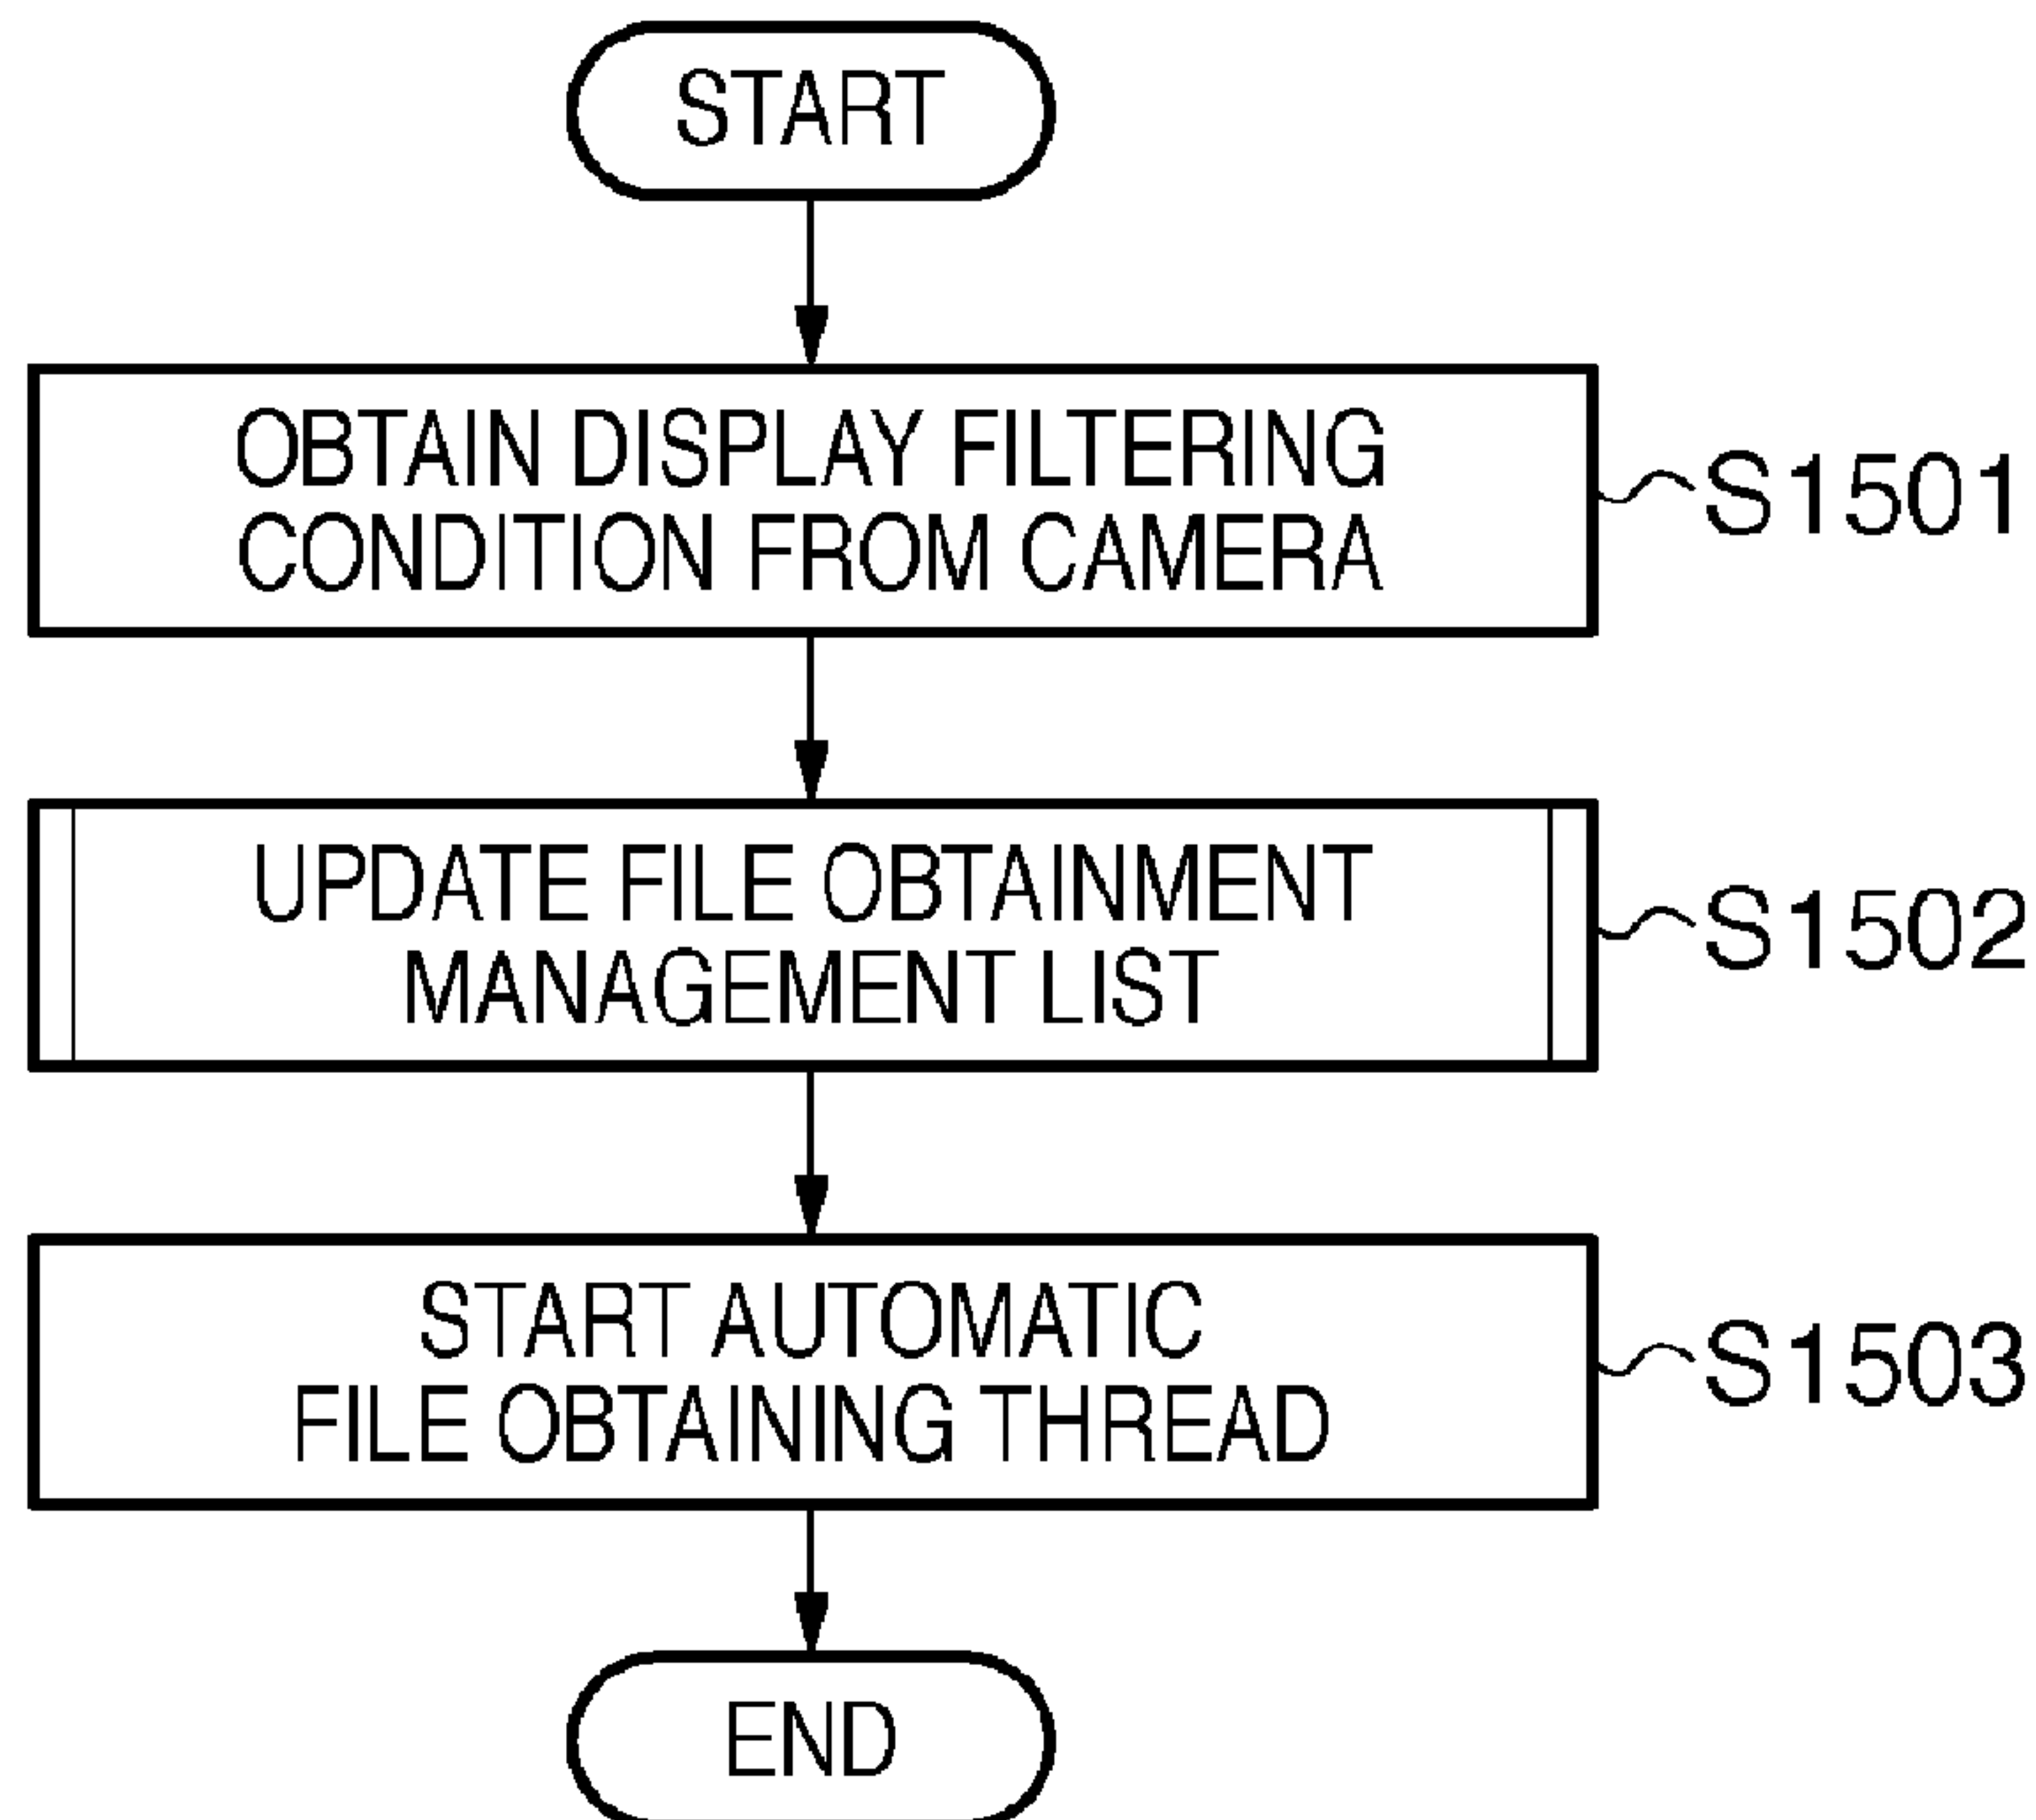 START
OBTAIN DISPLAY FILTERING
CONDITION FROM CAMERA
S1501
UPDATE FILE OBTAINMENT
MANAGEMENT LIST
S1502
START AUTOMATIC
FILE OBTAINING THREAD
S1503
END